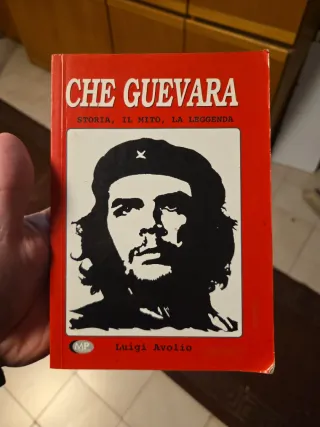 CHE GUEVARA
STORIA, IL MITO, LA LEGGENDA
MP
Luigi Avolio